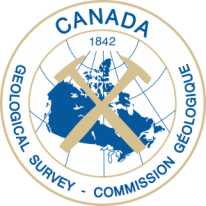 CANADA
1842
GEOLOGICAL SURVEY - COMMISSION GÉOLOGIQUE